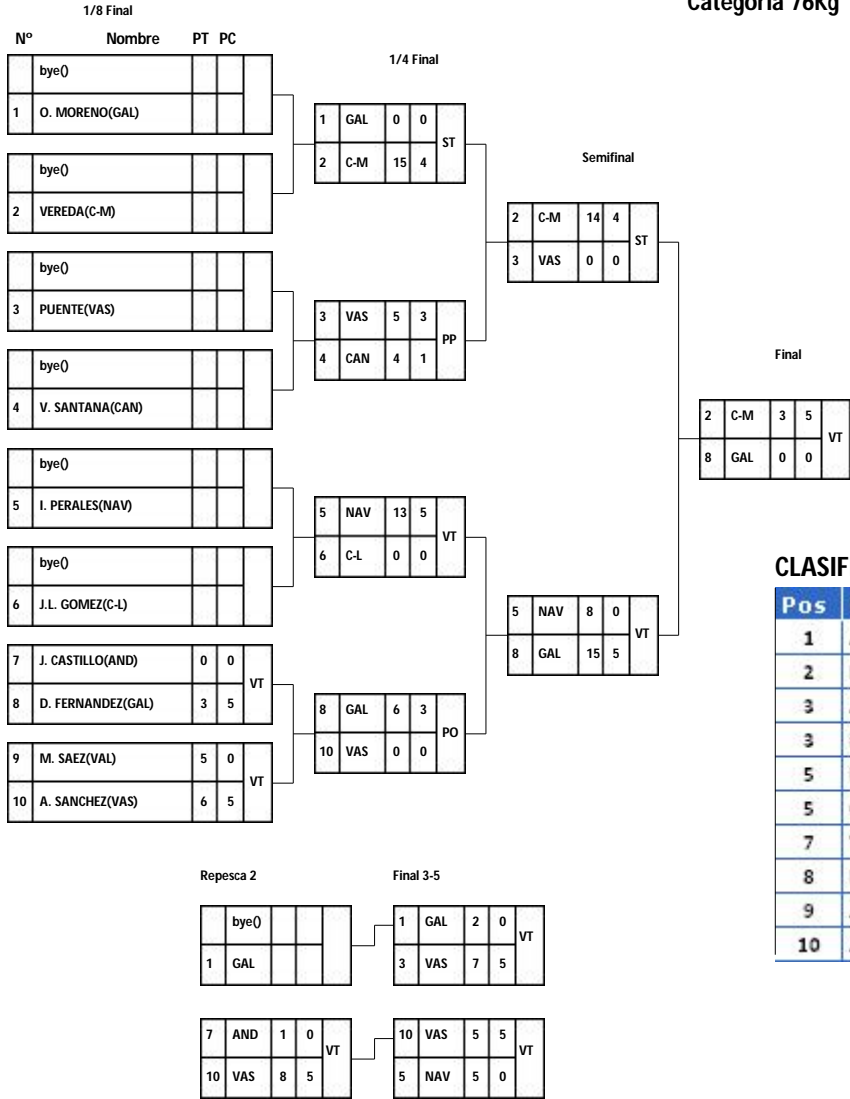 Categoría 76Kg
1/8 Final
Nº Nombre PT PC
bye()
1 O. MORENO(GAL)
bye()
2 VEREDA(C-M)
bye()
3 PUENTE(VAS)
bye()
4 V. SANTANA(CAN)
bye()
5 I. PERALES(NAV)
bye()
6 J.L. GOMEZ(C-L)
7 J. CASTILLO(AND) 0 0
VT
8 D. FERNANDEZ(GAL) 3 5
9 M. SAEZ(VAL) 5 0
VT
10 A. SANCHEZ(VAS) 6 5
1/4 Final
1 GAL 0 0
ST
2 C-M 15 4
3 VAS 5 3
PP
4 CAN 4 1
5 NAV 13 5
VT
6 C-L 0 0
8 GAL 6 3
PO
10 VAS 0 0
Semifinal
2 C-M 14 4
ST
3 VAS 0 0
5 NAV 8 0
VT
8 GAL 15 5
Final
2 C-M 3 5
VT
8 GAL 0 0
CLASIF
Pos
1
2
3
3
5
5
7
8
9
10
Repesca 2
bye()
1 GAL
7 AND 1 0
VT
10 VAS 8 5
Final 3-5
1 GAL 2 0
VT
3 VAS 7 5
10 VAS 5 5
VT
5 NAV 5 0